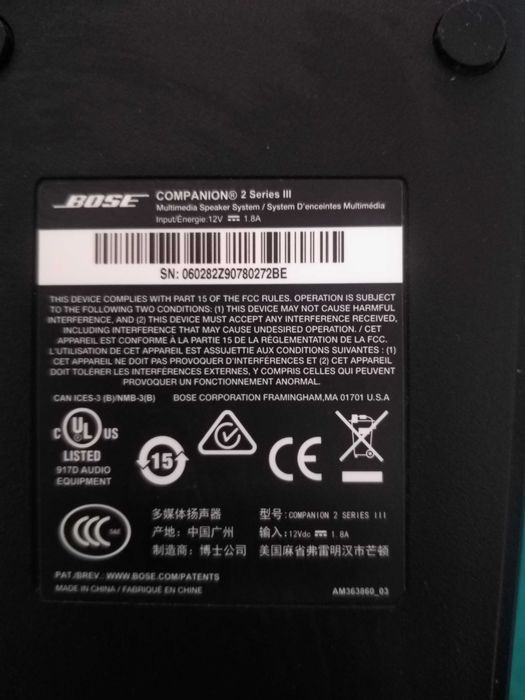 BOSE
COMPANION® 2 Series III
Multimedia Speaker System / System D'enceintes Multimédia
Input/Énergie:12V ⎓ 1.8A
SN: 060282Z90780272BE
THIS DEVICE COMPLIES WITH PART 15 OF THE FCC RULES. OPERATION IS SUBJECT
TO THE FOLLOWING TWO CONDITIONS: (1) THIS DEVICE MAY NOT CAUSE HARMFUL
INTERFERENCE, AND (2) THIS DEVICE MUST ACCEPT ANY INTERFERENCE RECEIVED,
INCLUDING INTERFERENCE THAT MAY CAUSE UNDESIRED OPERATION. / CET
APPAREIL EST CONFORME À LA PARTIE 15 DE LA RÉGLEMENTATION DE LA FCC.
L'UTILISATION DE CET APPAREIL EST ASSUJETTIE AUX CONDITIONS SUIVANTES : (1)
CET APPAREIL NE DOIT PAS PROVOQUER D'INTERFÉRENCES ET (2) CET APPAREIL
DOIT TOLÉRER LES INTERFÉRENCES EXTERNES, Y COMPRIS CELLES QUI PEUVENT
PROVOQUER UN FONCTIONNEMENT ANORMAL.
CAN ICES-3 (B)/NMB-3(B) BOSE CORPORATION FRAMINGHAM,MA 01701 U.S.A
C UL US
LISTED
917D AUDIO
EQUIPMENT
15
CE
CCC
多媒体扬声器 型号:COMPANION 2 SERIES III
产地: 中国广州 输入:12Vdc ⎓ 1.8A
制造商: 博士公司 美国麻省弗雷明汉市芒顿
PAT./BREV.: WWW.BOSE.COM/PATENTS
MADE IN CHINA / FABRIQUÉ EN CHINE
AM363860_03